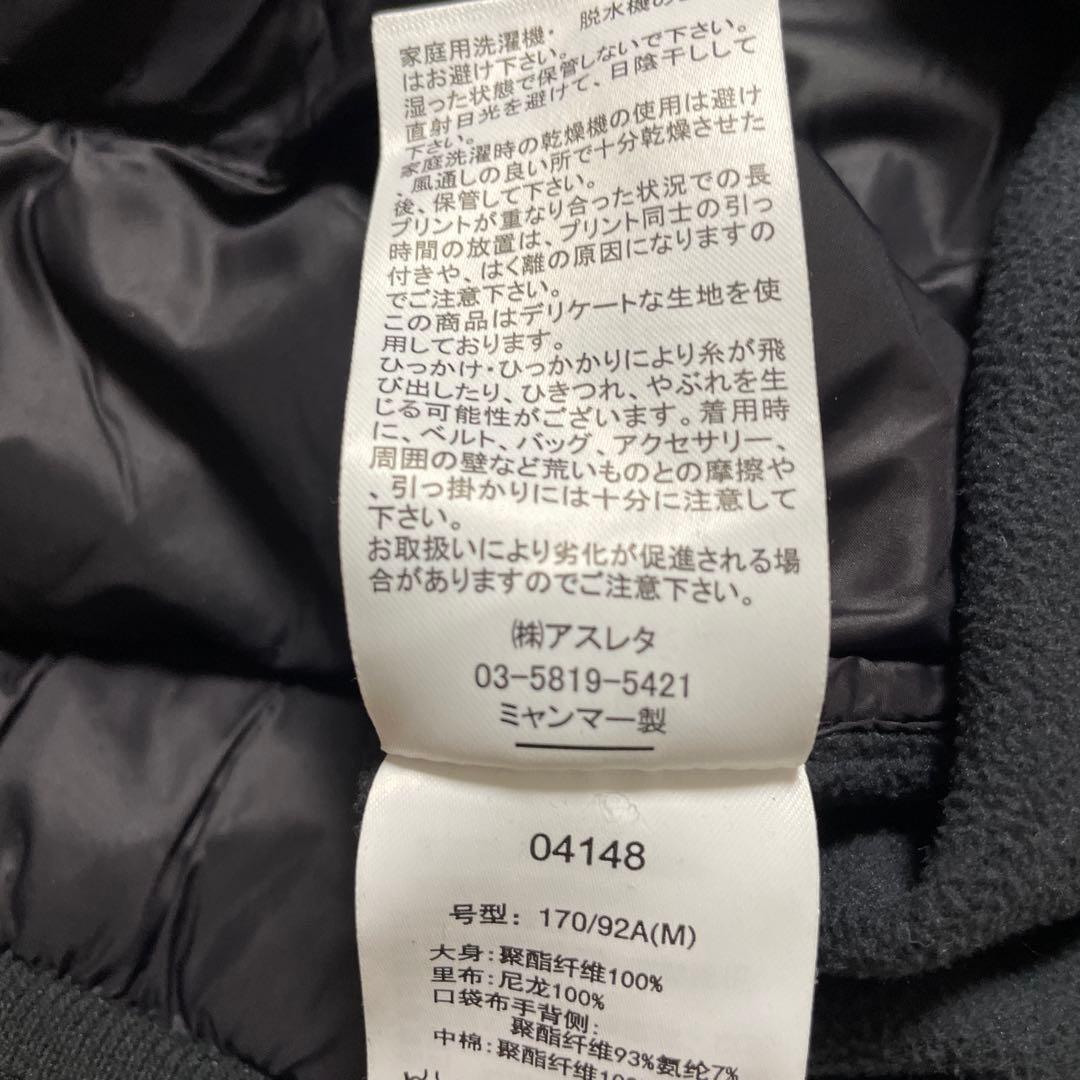 家庭用洗濯機・ 脱水機の
はお避け下さい。
湿った状態で保管しないで下さい。
直射日光を避けて、日陰干しして
下さい。
家庭洗濯時の乾燥機の使用は避け
、風通しの良い所で十分乾燥させた
後、保管して下さい。
プリントが重なり合った状況での長
時間の放置は、プリント同士の引っ
付きや、はく離の原因になりますの
でご注意下さい。
この商品はデリケートな生地を使
用しております。
ひっかけ・ひっかかりにより糸が飛
び出したり、ひきつれ、やぶれを生
じる可能性がございます。着用時
に、ベルト、バッグ、アクセサリー、
周囲の壁など荒いものとの摩擦や
、引っ掛かりには十分に注意して
下さい。
お取扱いにより劣化が促進される場
合がありますのでご注意下さい。
㈱アスレタ
03-5819-5421
ミャンマー製
04148
号型: 170/92A(M)
大身:聚酯纤维100%
里布:尼龙100%
口袋布手背侧:
聚酯纤维93%氨纶7%
中棉:聚酯纤维100%